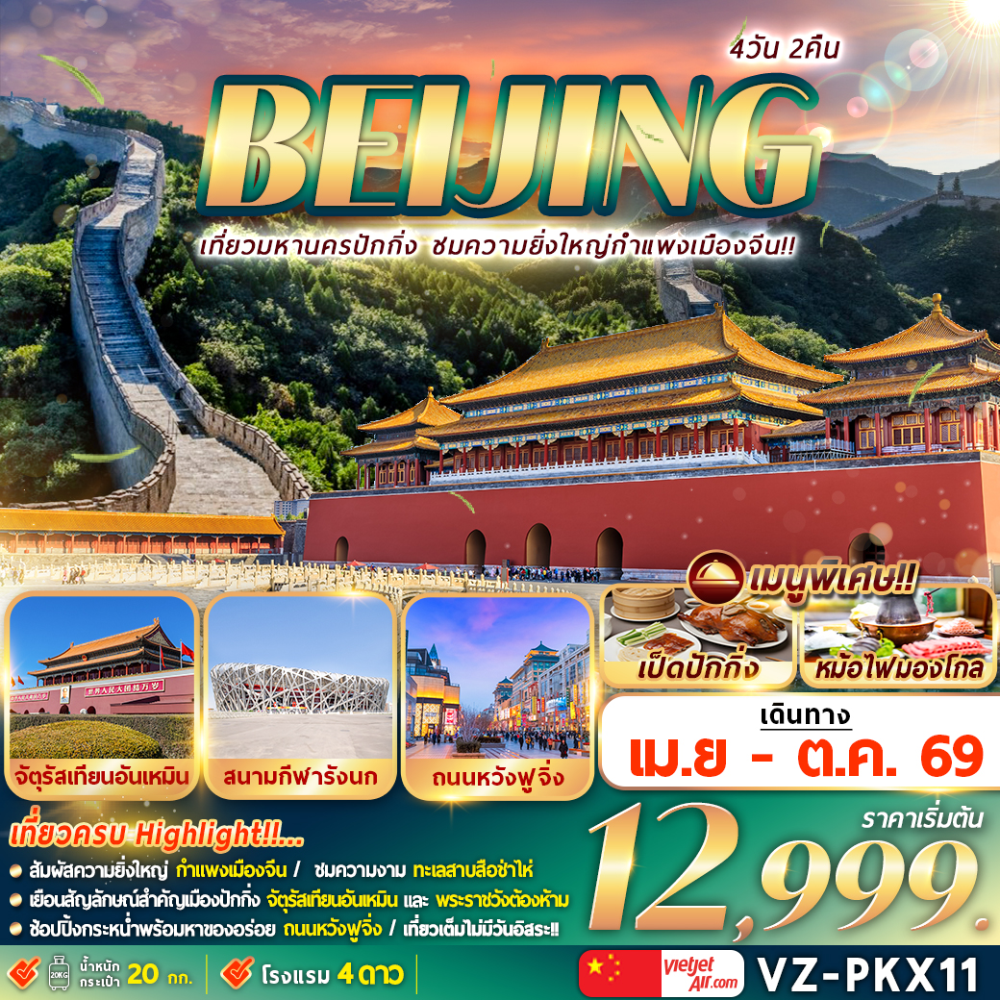 4วัน 2คืน
BEIJING
เที่ยวมหานครปักกิ่ง ชมความยิ่งใหญ่กำแพงเมืองจีน!!
เมนูพิเศษ!!
เป็ดปักกิ่ง
หม้อไฟมองโกล
จัตุรัสเทียนอันเหมิน
สนามกีฬารังนก
ถนนหวังฟูจิ่ง
เดินทาง
เม.ย - ต.ค. 69
ราคาเริ่มต้น
12,999.
เที่ยวครบ Highlight!!...
สัมผัสความยิ่งใหญ่ กำแพงเมืองจีน / ชมความงาม ทะเลสาบสือช่าไห่
เยือนสัญลักษณ์สำคัญเมืองปักกิ่ง จัตุรัสเทียนอันเหมิน และ พระราชวังต้องห้าม
ช้อปปิ้งกระหน่ำพร้อมหาของอร่อย ถนนหวังฟูจิ่ง / เที่ยวเต็มไม่มีวันอิสระ!!
20KG
น้ำหนัก
กระเป๋า 20 กก.
โรงแรม 4 ดาว
vietjet
Air.com
VZ-PKX11